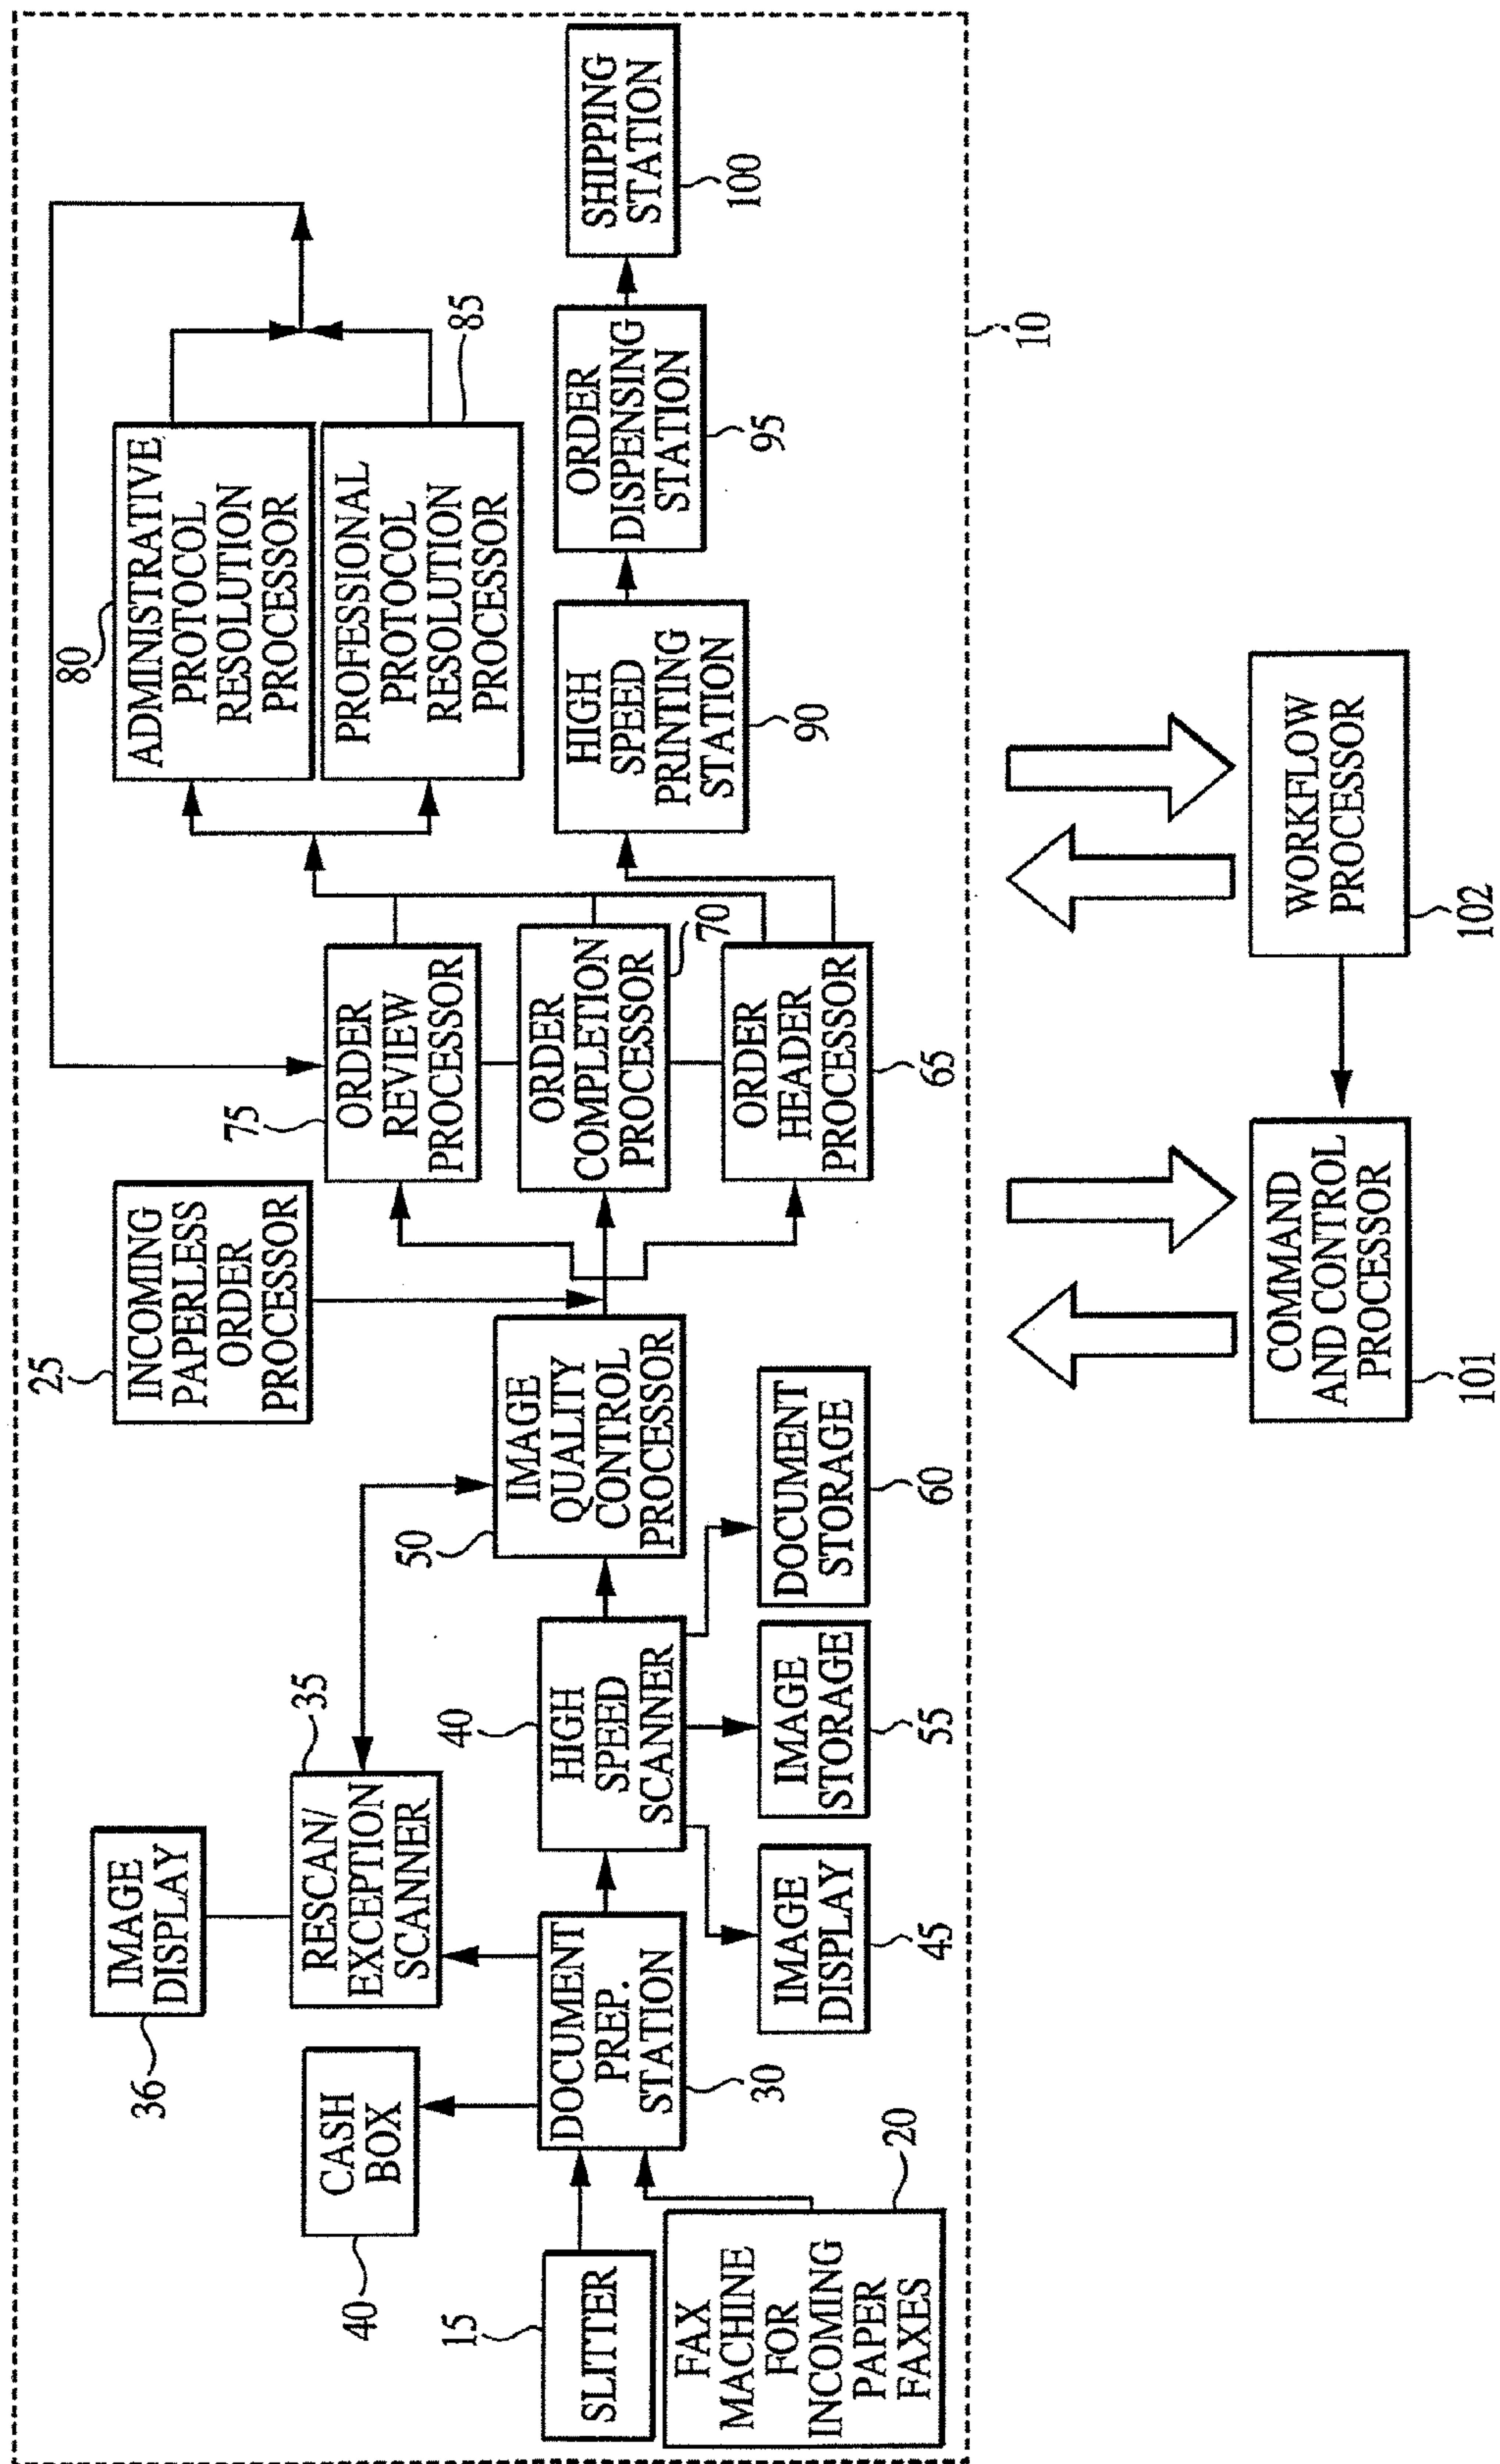 SLITTER
15
FAX
MACHINE
FOR
INCOMING
PAPER
FAXES
20
CASH
BOX
40
DOCUMENT
PREP.
STATION
30
IMAGE
DISPLAY
36
RESCAN/
EXCEPTION
SCANNER
35
HIGH
SPEED
SCANNER
40
IMAGE
DISPLAY
45
IMAGE
STORAGE
55
DOCUMENT
STORAGE
60
IMAGE
QUALITY
CONTROL
PROCESSOR
50
INCOMING
PAPERLESS
ORDER
PROCESSOR
25
ORDER
REVIEW
PROCESSOR
75
ORDER
COMPLETION
PROCESSOR
70
ORDER
HEADER
PROCESSOR
65
ADMINISTRATIVE
PROTOCOL
RESOLUTION
PROCESSOR
80
PROFESSIONAL
PROTOCOL
RESOLUTION
PROCESSOR
85
HIGH
SPEED
PRINTING
STATION
90
ORDER
DISPENSING
STATION
95
SHIPPING
STATION
100
10
COMMAND
AND CONTROL
PROCESSOR
101
WORKFLOW
PROCESSOR
102